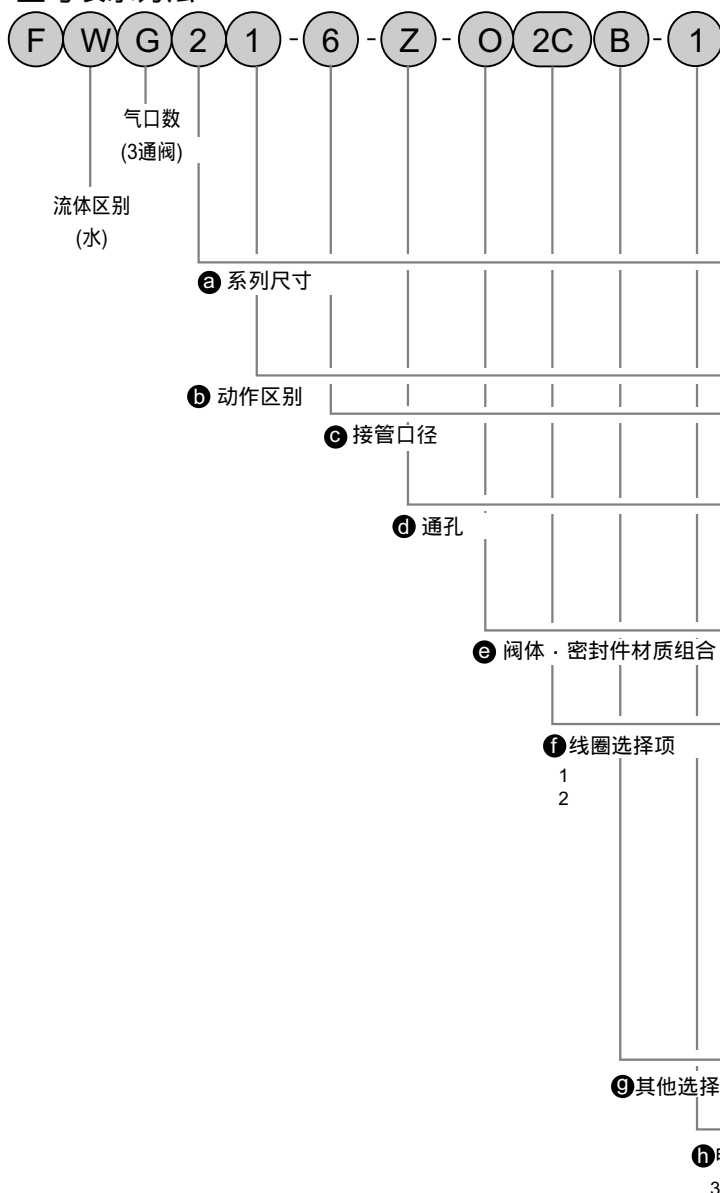 F W G 2 1 - 6 - Z - O 2C B - 1
气口数
(3通阀)
流体区别
(水)
a 系列尺寸
b 动作区别
c 接管口径
d 通孔
e 阀体·密封件材质组合
f 线圈选择项
1
2
g 其他选择
h
3